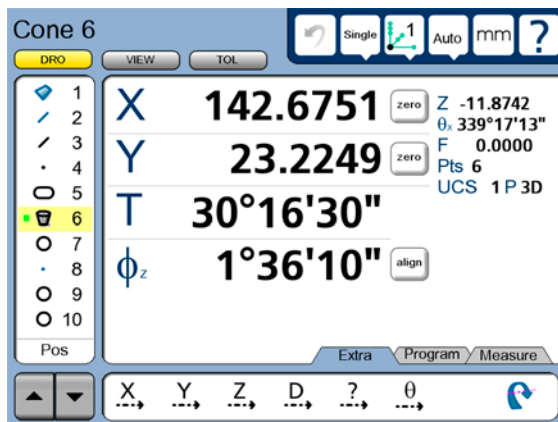 Cone 6
Single
1
Auto
mm
?
DRO
VIEW
TOL
1
2
3
4
5
6
7
8
9
10
Pos
X 142.6751 zero
Y 23.2249 zero
T 30°16'30"
ϕz 1°36'10" align
Z -11.8742
θx 339°17'13"
F 0.0000
Pts 6
UCS 1 P 3D
Extra Program Measure
X Y Z D ? θ